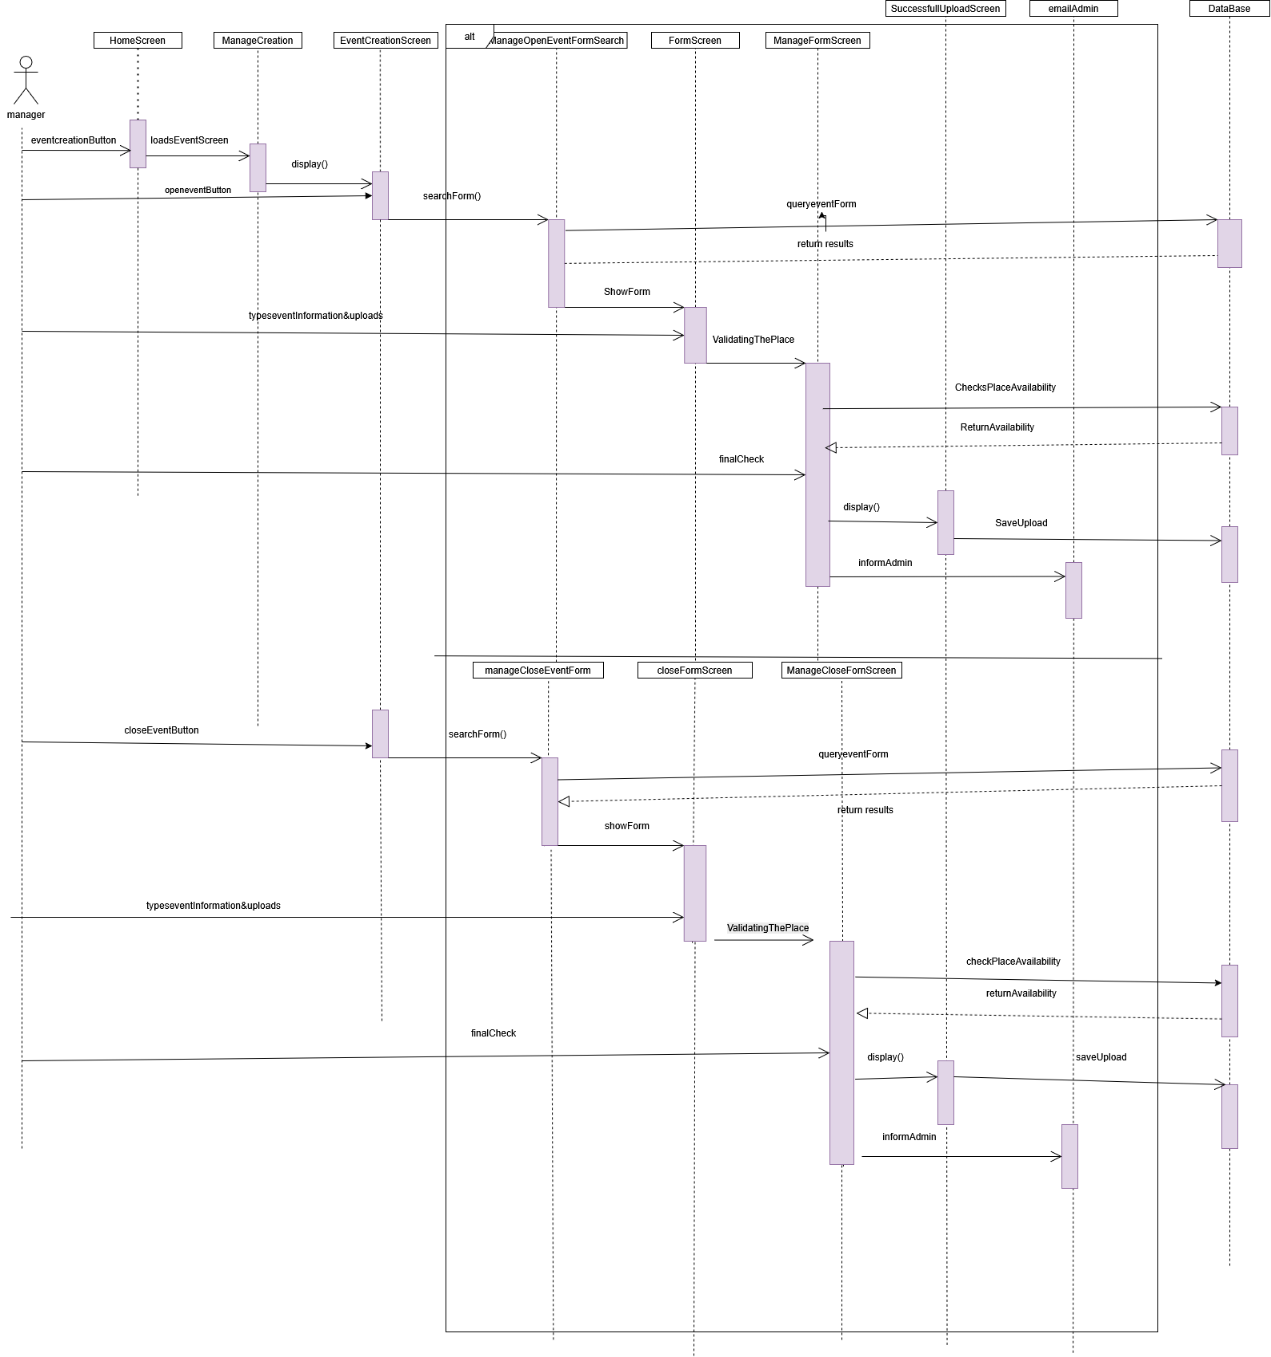 SuccessfullUploadScreen
emailAdmin
DataBase
HomeScreen
ManageCreation
EventCreationScreen
alt
ManageOpenEventFormSearch
FormScreen
ManageFormScreen
manager
eventcreationButton
loadsEventScreen
display()
openeventButton
searchForm()
queryeventForm
return results
ShowForm
typeseventInformation&uploads
ValidatingThePlace
ChecksPlaceAvailability
ReturnAvailability
finalCheck
display()
SaveUpload
informAdmin
manageCloseEventForm
closeFormScreen
ManageCloseFornScreen
closeEventButton
searchForm()
queryeventForm
return results
showForm
typeseventInformation&uploads
ValidatingThePlace
checkPlaceAvailability
returnAvailability
finalCheck
display()
saveUpload
informAdmin